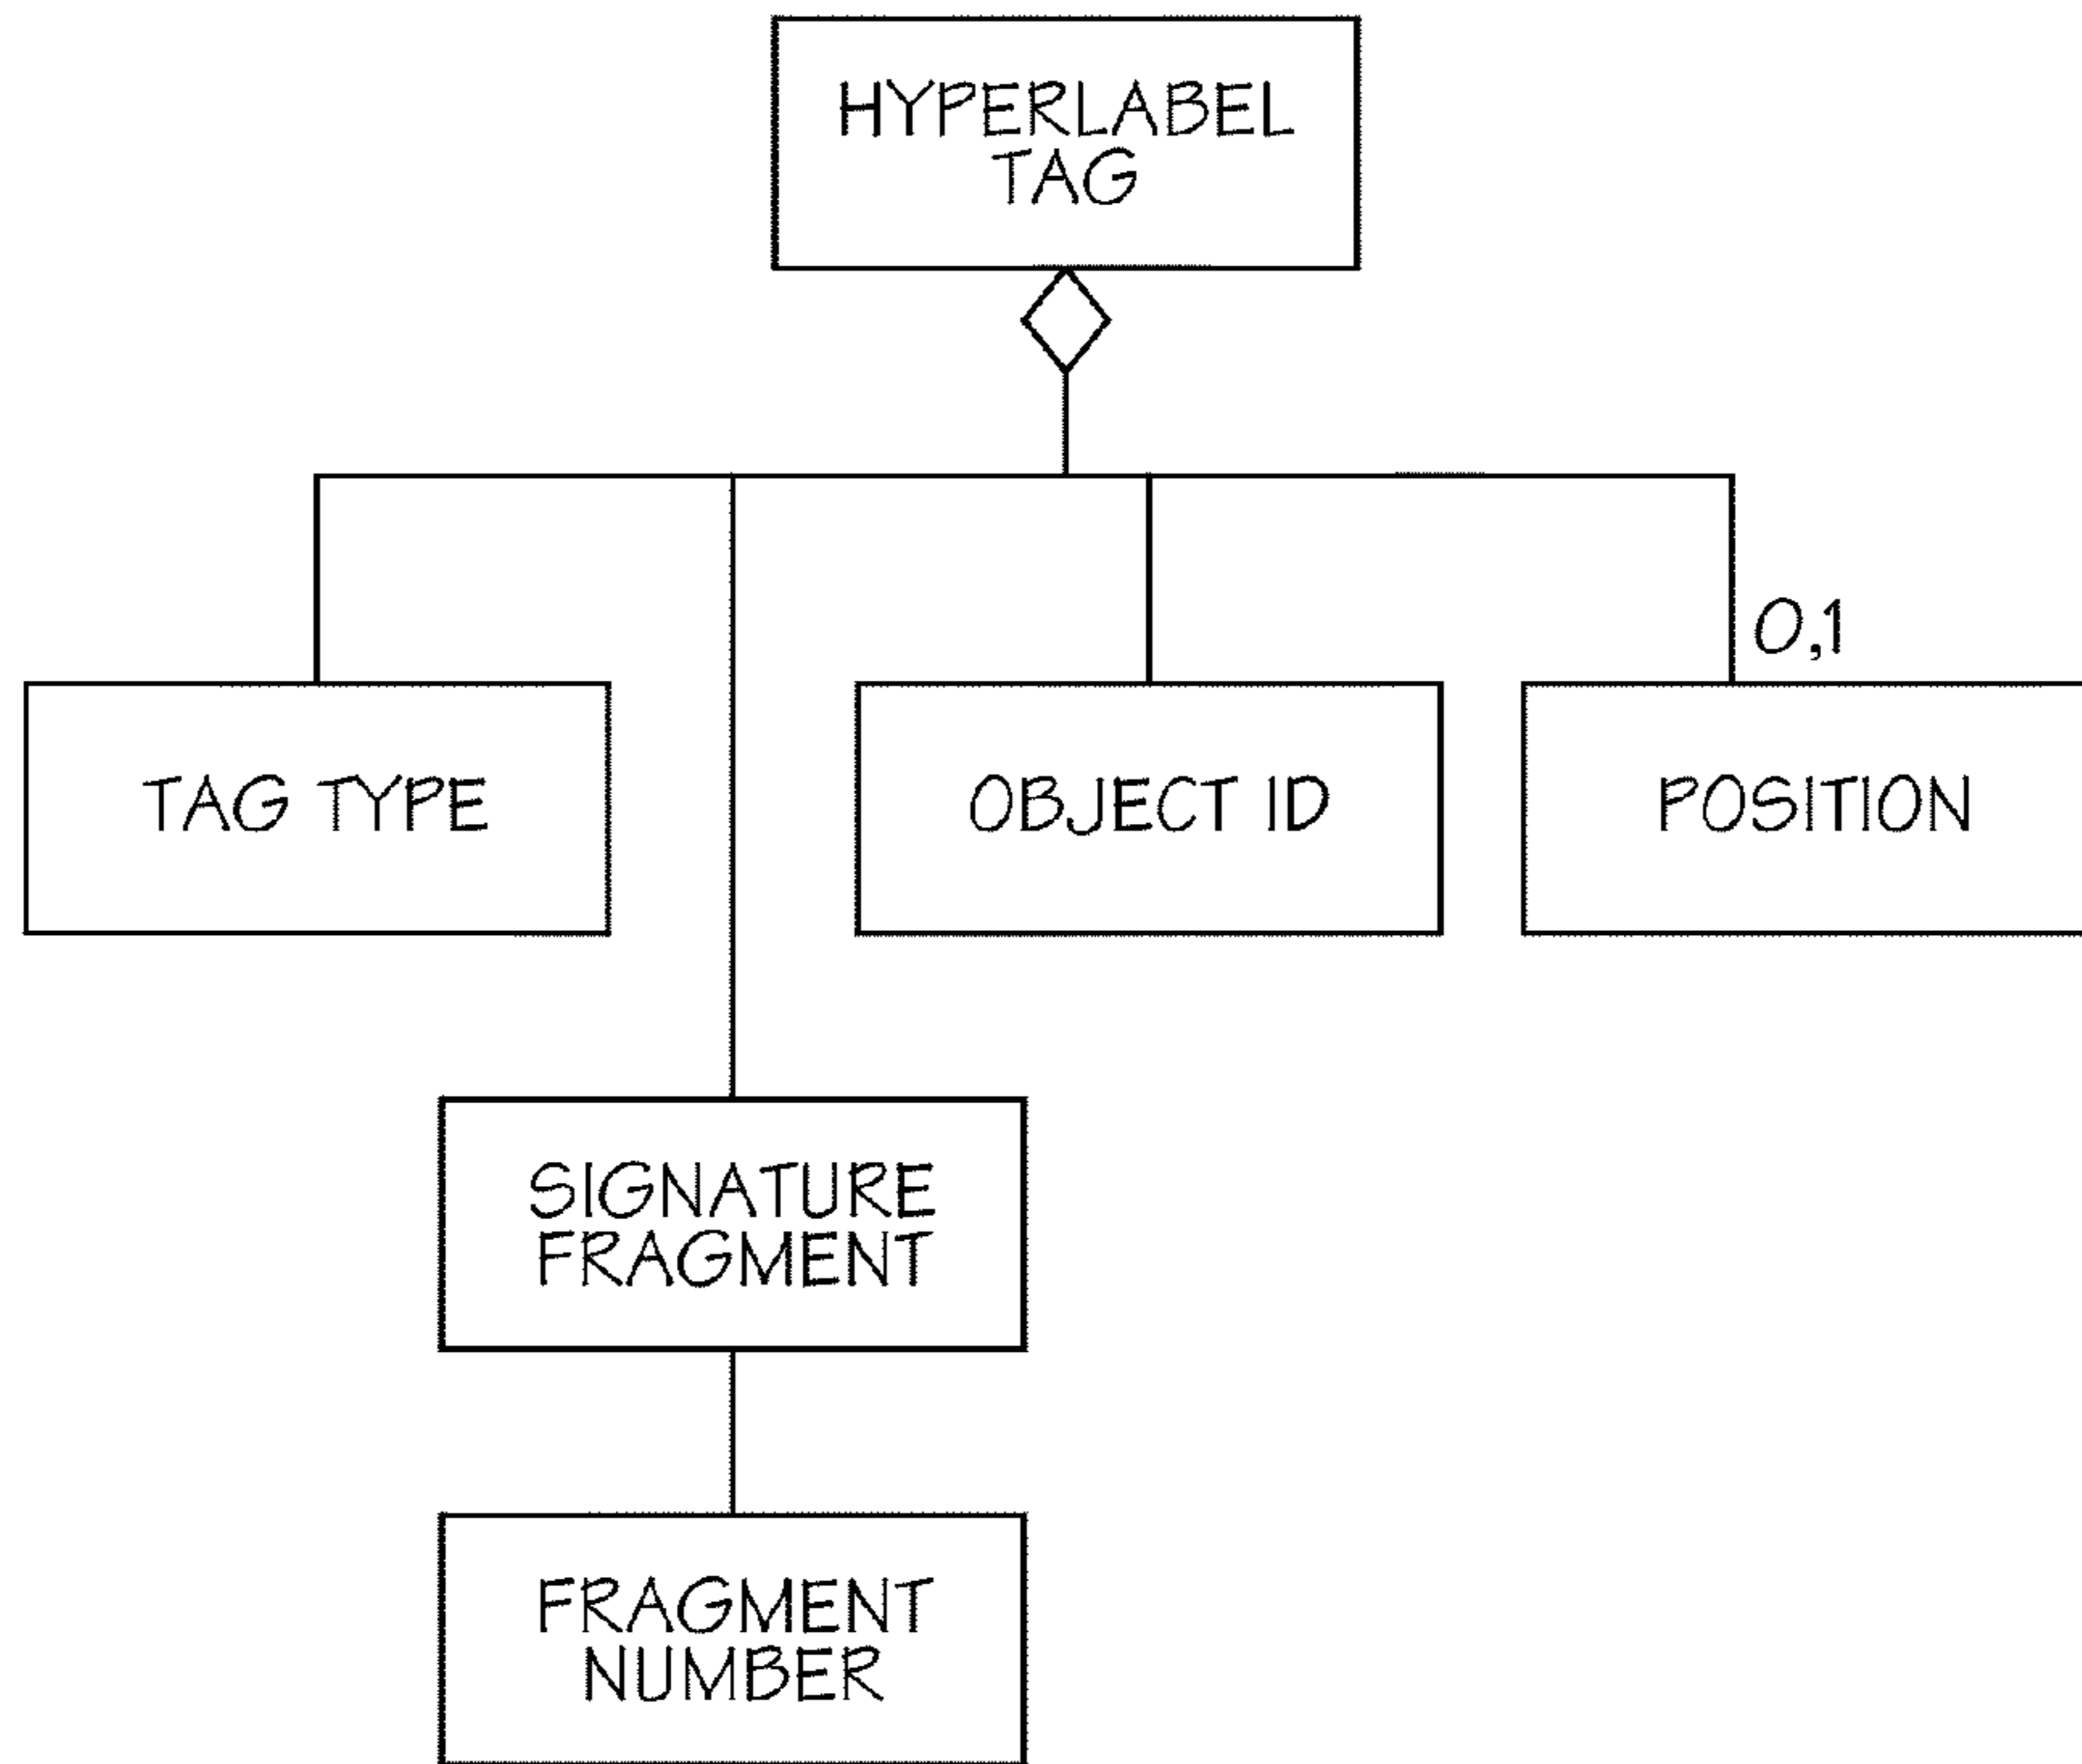 HYPERLABEL
TAG
0,1
TAG TYPE
OBJECT ID
POSITION
SIGNATURE
FRAGMENT
FRAGMENT
NUMBER